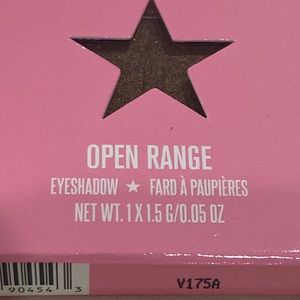 OPEN RANGE
EYESHADOW ★ FARD À PAUPIÈRES
NET WT. 1 X 1.5 G/0.05 OZ
90454 3
V175A